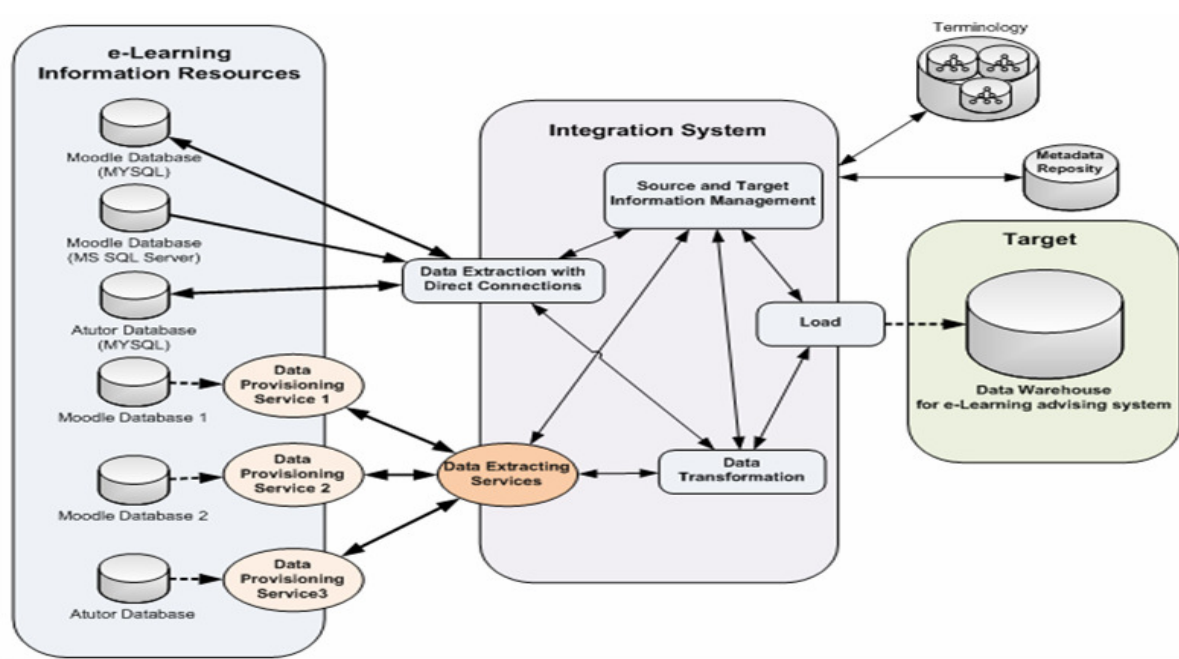 e-Learning
Information Resources
Moodle Database
(MYSQL)
Moodle Database
(MS SQL Server)
Atutor Database
(MYSQL)
Moodle Database 1
Moodle Database 2
Atutor Database
Data
Provisioning
Service 1
Data
Provisioning
Service 2
Data
Provisioning
Service3
Integration System
Source and Target
Information Management
Data Extraction with
Direct Connections
Load
Data Extracting
Services
Data
Transformation
Terminology
Metadata
Reposity
Target
Data Warehouse
for e-Learning advising system